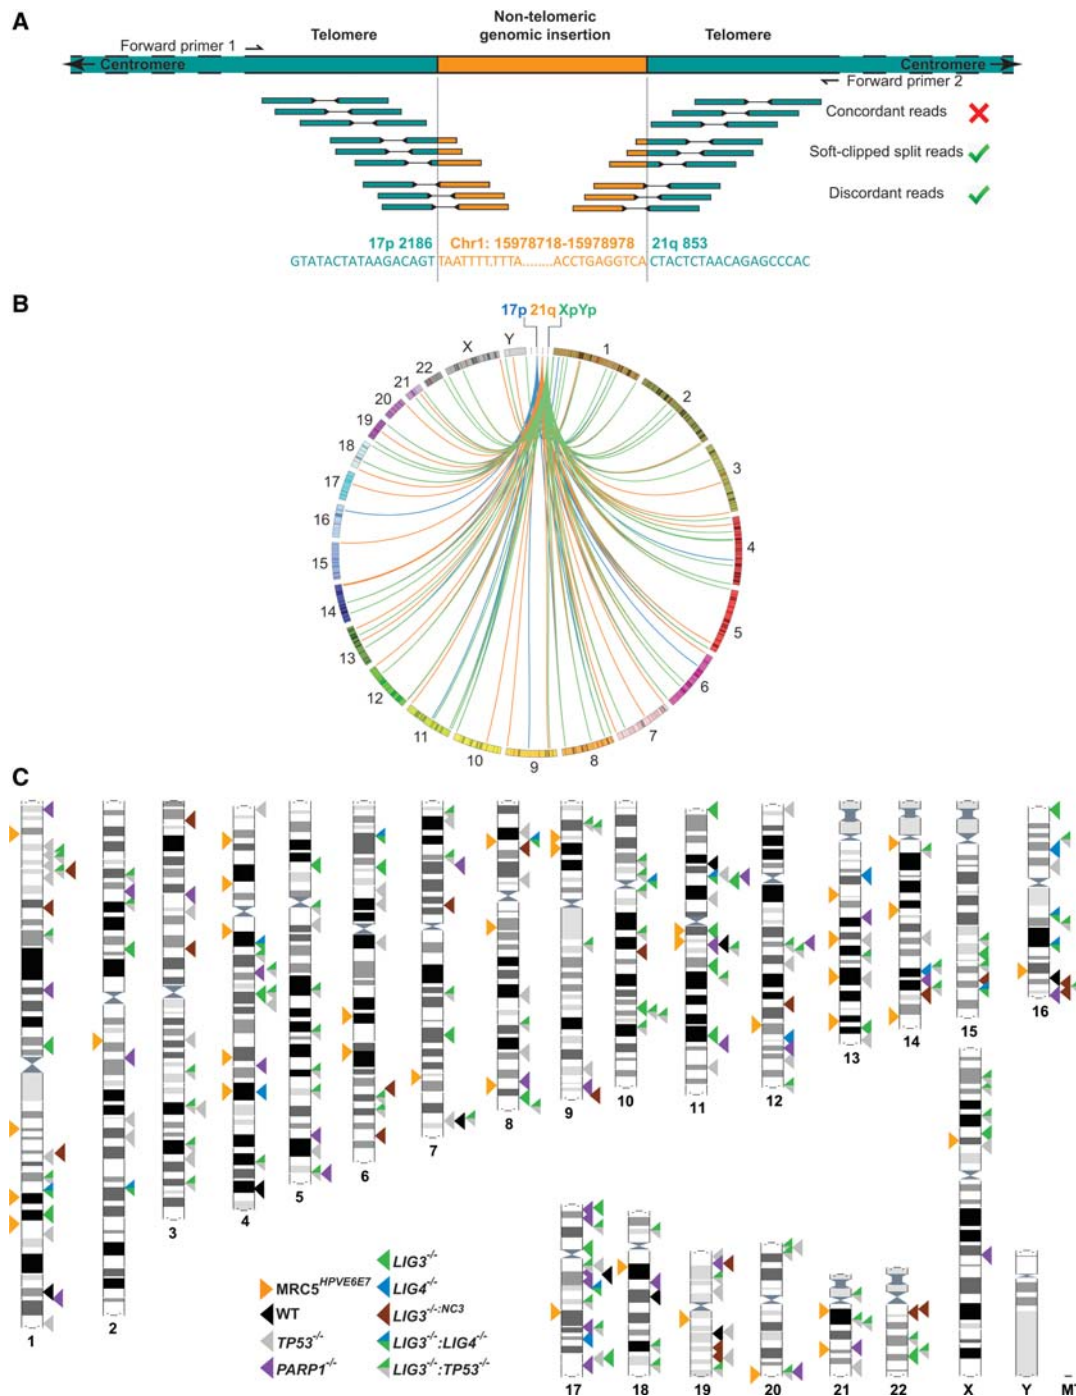 A
Non-telomeric
genomic insertion
Telomere
Telomere
Forward primer 1
Centromere
Centromere
Forward primer 2
Concordant reads
Soft-clipped split reads
Discordant reads
17p 2186
Chr1: 15978718-15978978
21q 853
GTATACTATAAGACAGT TAATTTT.TTTA........ACCTGAGGTCA CTACTCTAACAGAGCCCAC
B
17p 21q XpYp
X
Y
1
2
3
4
5
6
7
8
9
10
11
12
13
14
15
16
17
18
19
20
21
22
C
1
2
3
4
5
6
7
8
9
10
11
12
13
14
15
16
17
18
19
20
21
22
X
Y
MRC5HPVE6E7
WT
TP53-/-
PARP1-/-
LIG3-/-
LIG4-/-
LIG3-/-:NC3
LIG3-/-:LIG4-/-
LIG3-/-:TP53-/-